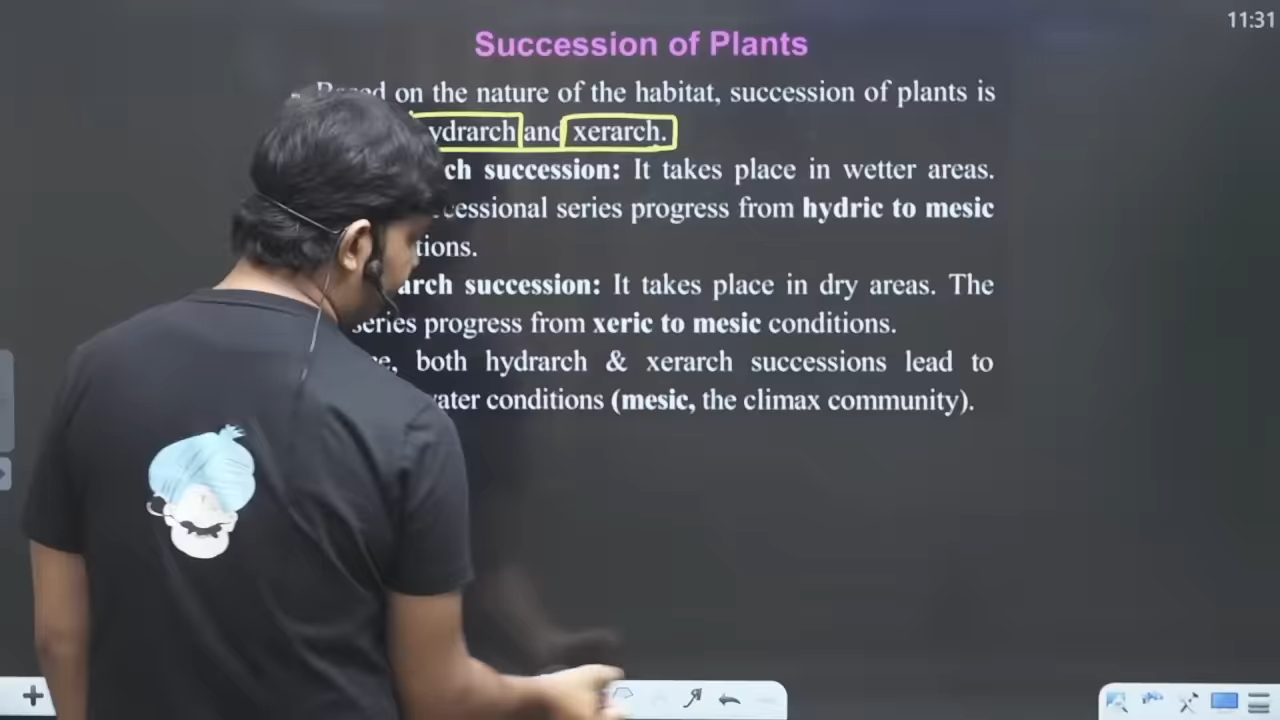 11:31
Succession of Plants
on the nature of the habitat, succession of plants is
ydrarch and xerarch.
ch succession: It takes place in wetter areas.
cessional series progress from hydric to mesic
tions.
arch succession: It takes place in dry areas. The
series progress from xeric to mesic conditions.
e, both hydrarch & xerarch successions lead to
ater conditions (mesic, the climax community).